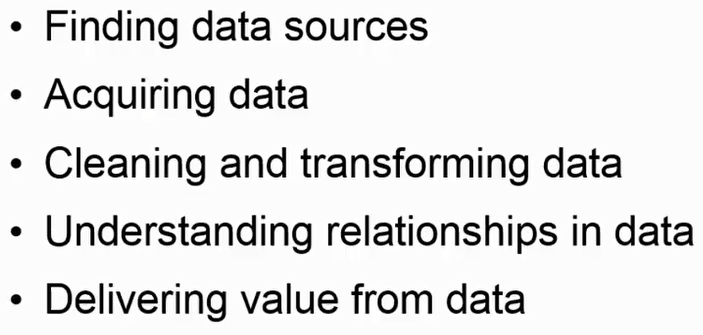 • Finding data sources
• Acquiring data
• Cleaning and transforming data
• Understanding relationships in data
• Delivering value from data